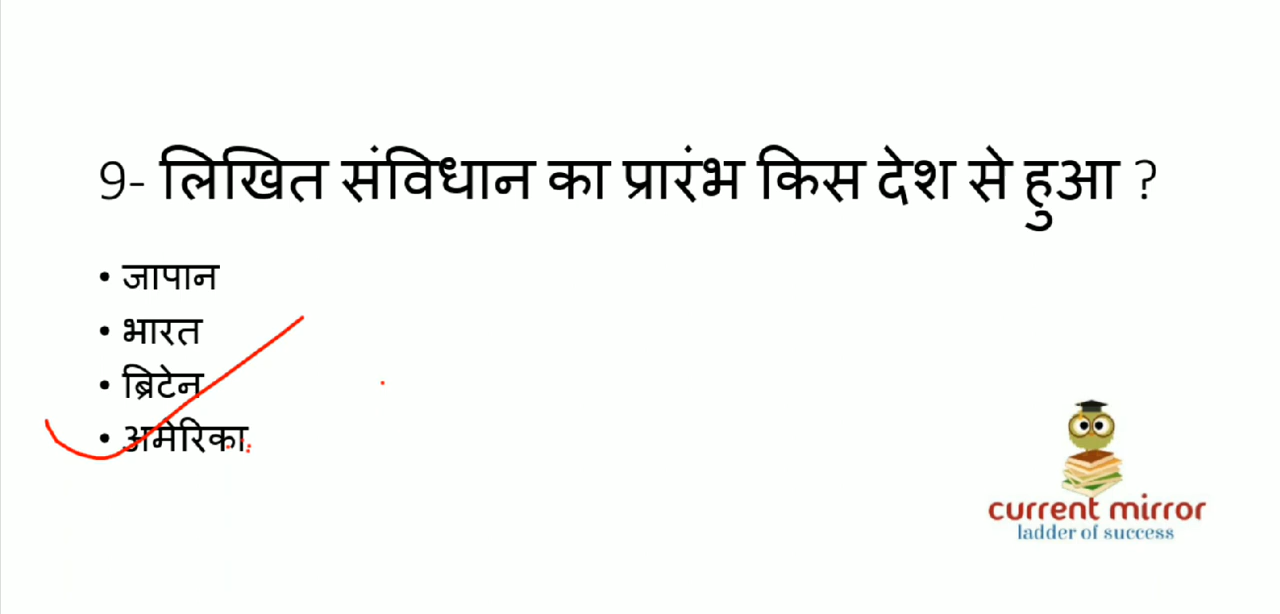 9- लिखित संविधान का प्रारंभ किस देश से हुआ ?
• जापान
• भारत
• ब्रिटेन
• अमेरिका
current mirror
ladder of success